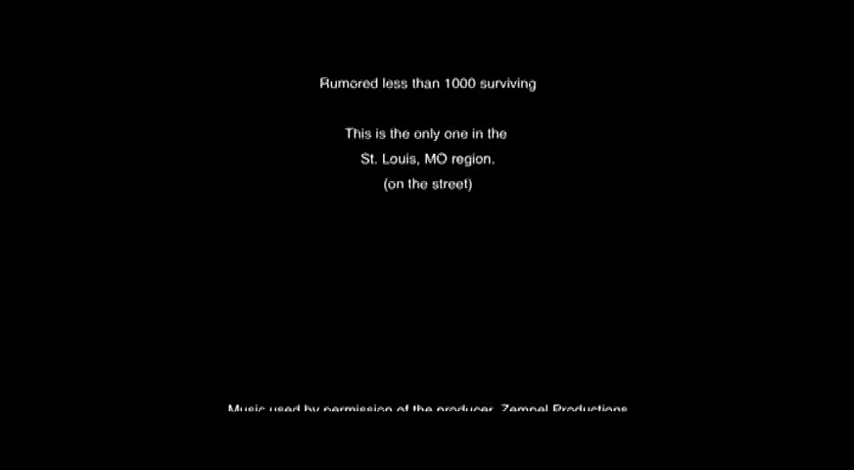 Rumored less than 1000 surviving
This is the only one in the
St. Louis, MO region.
(on the street)
Music used by permission of the producer, Zempel Productions